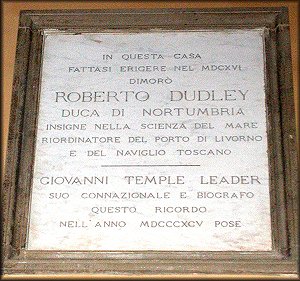 IN QUESTA CASA
FATTASI ERIGERE NEL MDCXVI
DIMORÒ
ROBERTO DUDLEY
DUCA DI NORTUMBRIA
INSIGNE NELLA SCIENZA DEL MARE
RIORDINATORE DEL PORTO DI LIVORNO
E DEL NAVIGLIO TOSCANO
GIOVANNI TEMPLE LEADER
SUO CONNAZIONALE E BIOGRAFO
QUESTO RICORDO
NELL'ANNO MDCCCXCV POSE